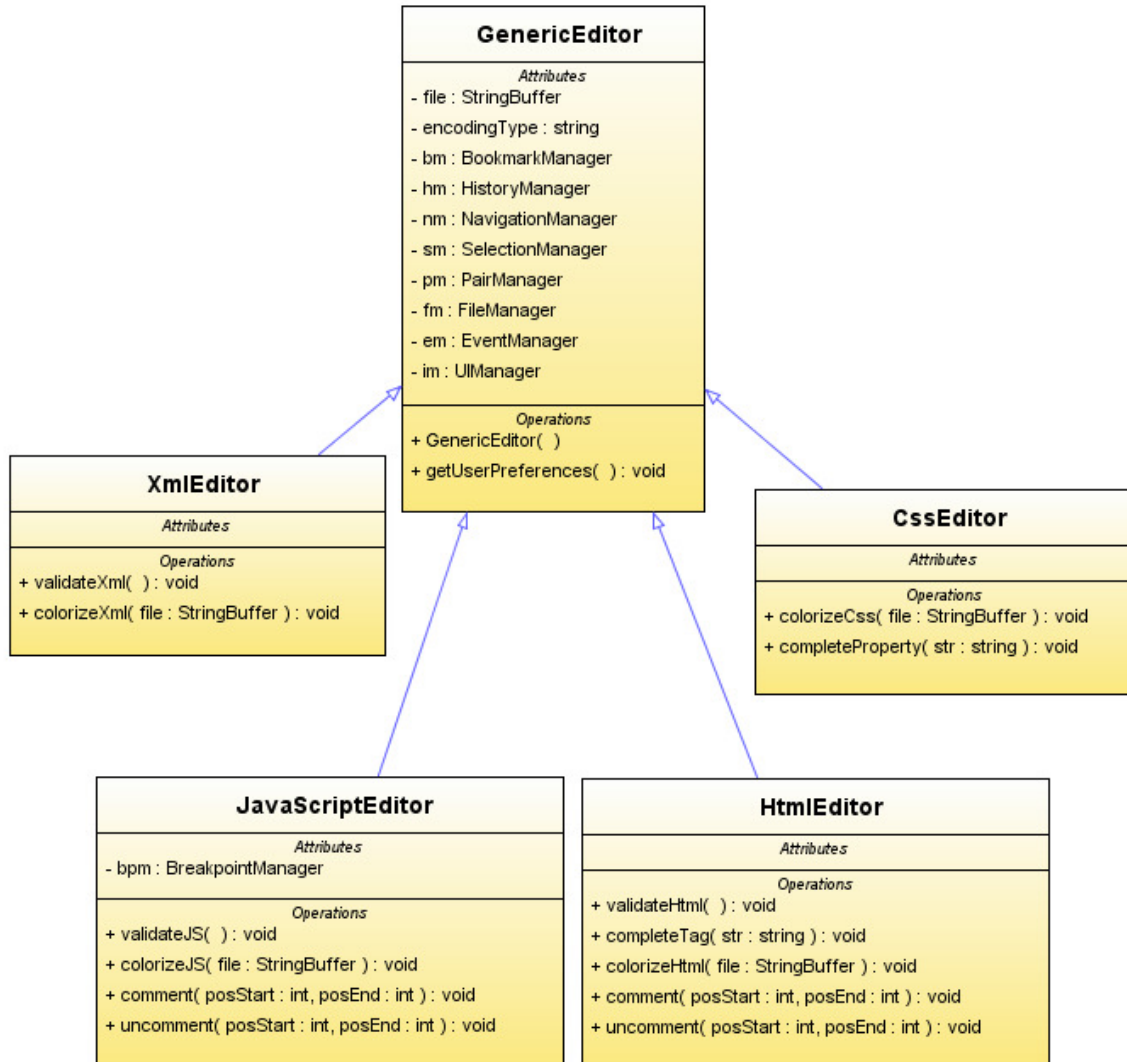 GenericEditor
Attributes
- file : StringBuffer
- encodingType : string
- bm : BookmarkManager
- hm : HistoryManager
- nm : NavigationManager
- sm : SelectionManager
- pm : PairManager
- fm : FileManager
- em : EventManager
- im : UIManager
Operations
+ GenericEditor( )
+ getUserPreferences( ) : void
XmlEditor
Attributes
Operations
+ validateXml( ) : void
+ colorizeXml( file : StringBuffer ) : void
CssEditor
Attributes
Operations
+ colorizeCss( file : StringBuffer ) : void
+ completeProperty( str : string ) : void
JavaScriptEditor
Attributes
- bpm : BreakpointManager
Operations
+ validateJS( ) : void
+ colorizeJS( file : StringBuffer ) : void
+ comment( posStart : int, posEnd : int ) : void
+ uncomment( posStart : int, posEnd : int ) : void
HtmlEditor
Attributes
Operations
+ validateHtml( ) : void
+ completeTag( str : string ) : void
+ colorizeHtml( file : StringBuffer ) : void
+ comment( posStart : int, posEnd : int ) : void
+ uncomment( posStart : int, posEnd : int ) : void